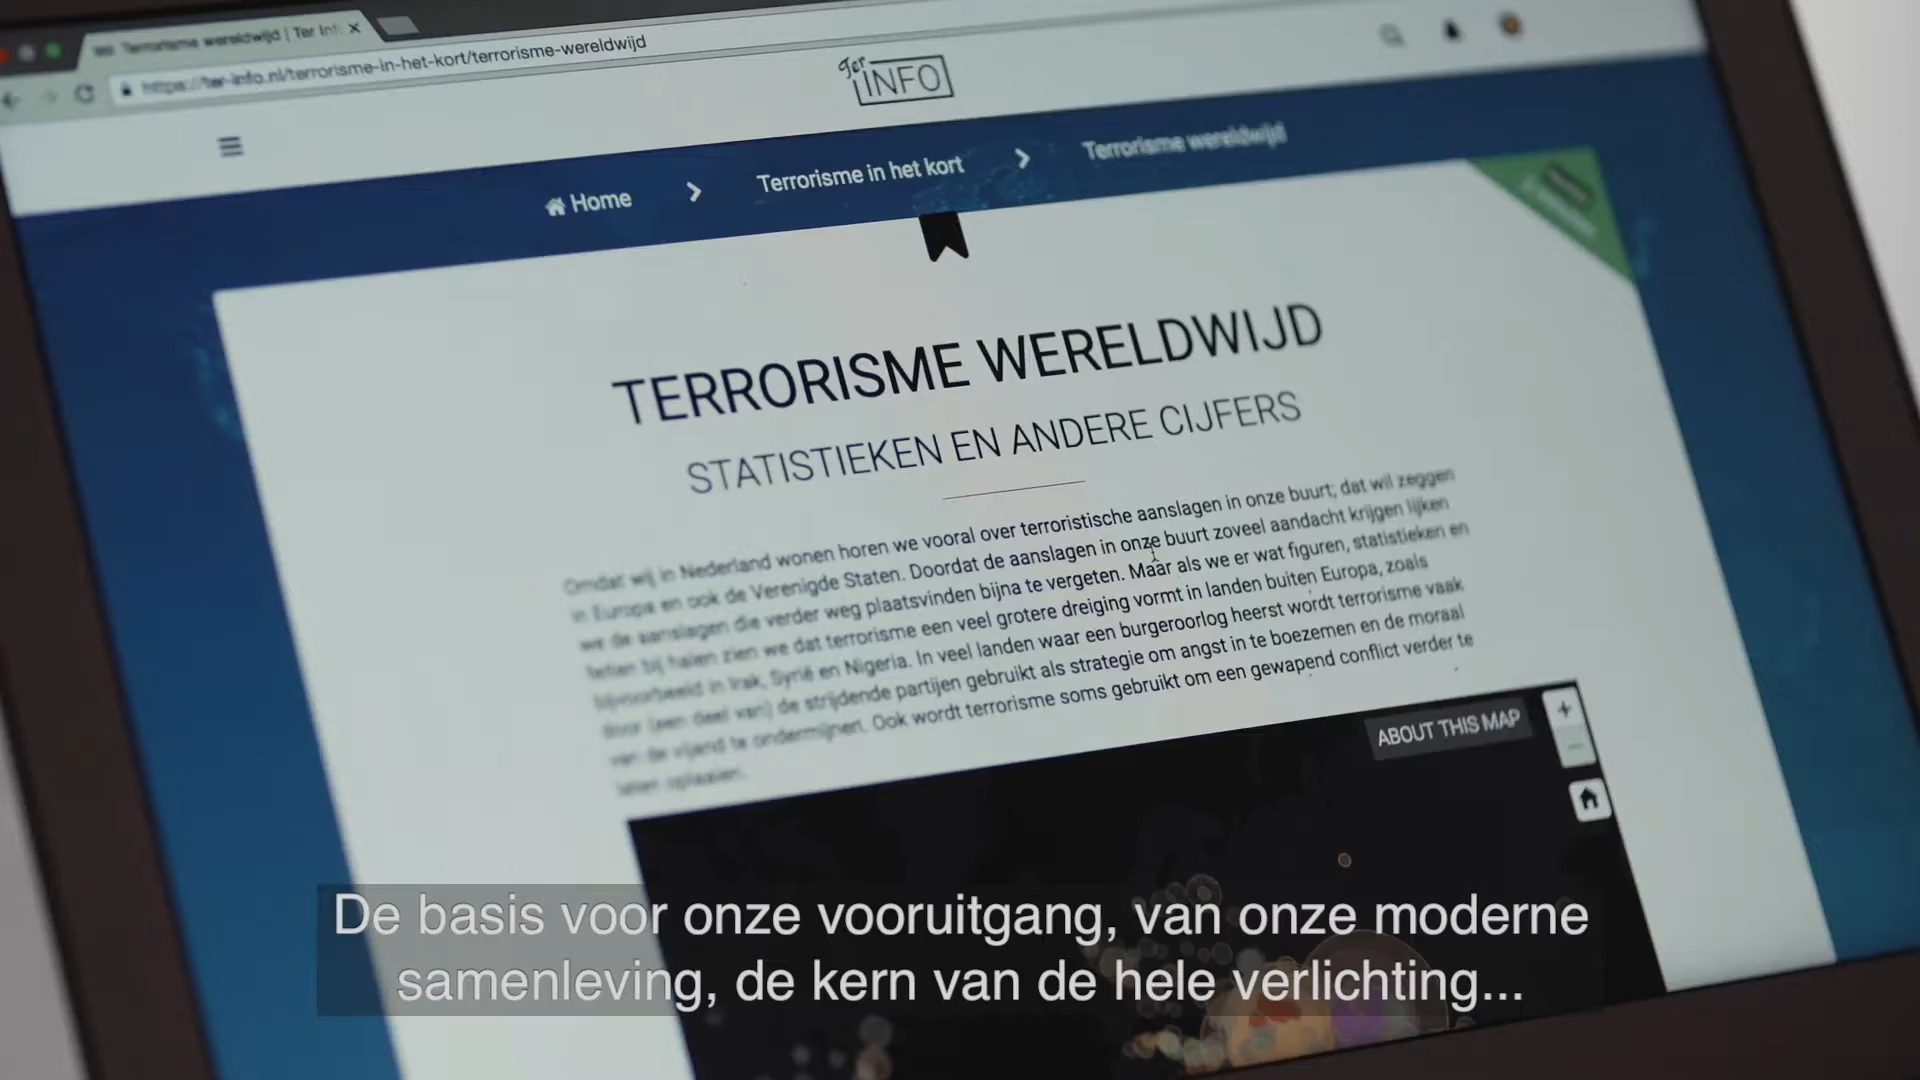 Terrorisme wereldwijd | Ter Inf
https://ter-info.nl/terrorisme-in-het-kort/terrorisme-wereldwijd
Ter INFO
Home
Terrorisme in het kort
Terrorisme wereldwijd
TERRORISME WERELDWIJD
STATISTIEKEN EN ANDERE CIJFERS
Omdat wij in Nederland wonen horen we vooral over terroristische aanslagen in onze buurt; dat wil zeggen
in Europa en ook de Verenigde Staten. Doordat de aanslagen in onze buurt zoveel aandacht krijgen lijken
we de aanslagen die verder weg plaatsvinden bijna te vergeten. Maar als we er wat figuren, statistieken en
feiten bij halen zien we dat terrorisme een veel grotere dreiging vormt in landen buiten Europa, zoals
bijvoorbeeld in Irak, Syrië en Nigeria. In veel landen waar een burgeroorlog heerst wordt terrorisme vaak
door (een deel van) de strijdende partijen gebruikt als strategie om angst in te boezemen en de moraal
van de vijand te ondermijnen. Ook wordt terrorisme soms gebruikt om een gewapend conflict verder te
laten oplaaien.
ABOUT THIS MAP
De basis voor onze vooruitgang, van onze moderne
samenleving, de kern van de hele verlichting...